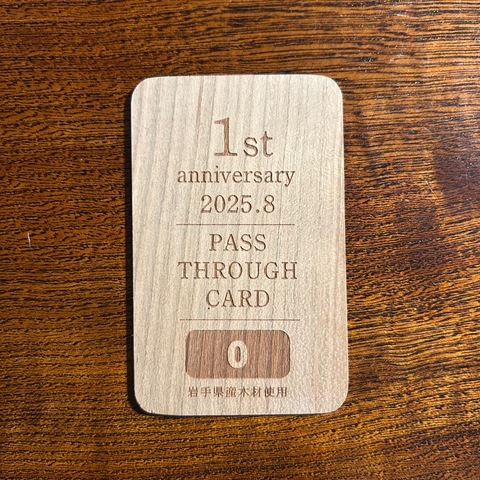 1st
anniversary
2025.8
PASS
THROUGH
CARD
0
岩手県産木材使用